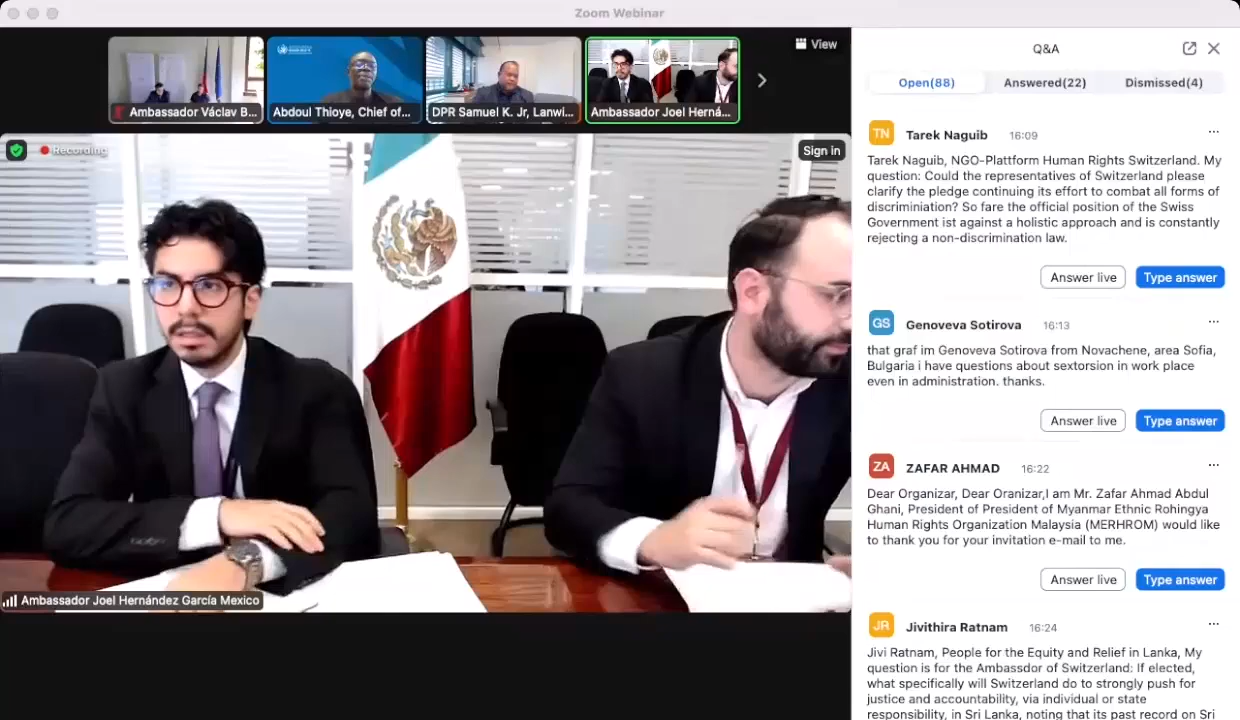 Zoom Webinar
View
Ambassador Václav B...
Abdoul Thioye, Chief of...
DPR Samuel K. Jr, Lanwi...
Ambassador Joel Herná...
Recording
Sign in
Ambassador Joel Hernández García Mexico
Q&A
Open(88) Answered(22) Dismissed(4)
TN Tarek Naguib 16:09
Tarek Naguib, NGO-Plattform Human Rights Switzerland. My
question: Could the representatives of Switzerland please
clarify the pledge continuing its effort to combat all forms of
discriminiation? So fare the official position of the Swiss
Government ist against a holistic approach and is constantly
rejecting a non-discrimination law.
Answer live Type answer
GS Genoveva Sotirova 16:13
that graf im Genoveva Sotirova from Novachene, area Sofia,
Bulgaria i have questions about sextorsion in work place
even in administration. thanks.
Answer live Type answer
ZA ZAFAR AHMAD 16:22
Dear Organizar, Dear Oranizar,I am Mr. Zafar Ahmad Abdul
Ghani, President of President of Myanmar Ethnic Rohingya
Human Rights Organization Malaysia (MERHROM) would like
to thank you for your invitation e-mail to me.
Answer live Type answer
JR Jivithira Ratnam 16:24
Jivi Ratnam, People for the Equity and Relief in Lanka, My
question is for the Ambassdor of Switzerland: If elected,
what specifically will Switzerland do to strongly push for
justice and accountability, via individual or state
responsibility, in Sri Lanka, noting that its past record on Sri